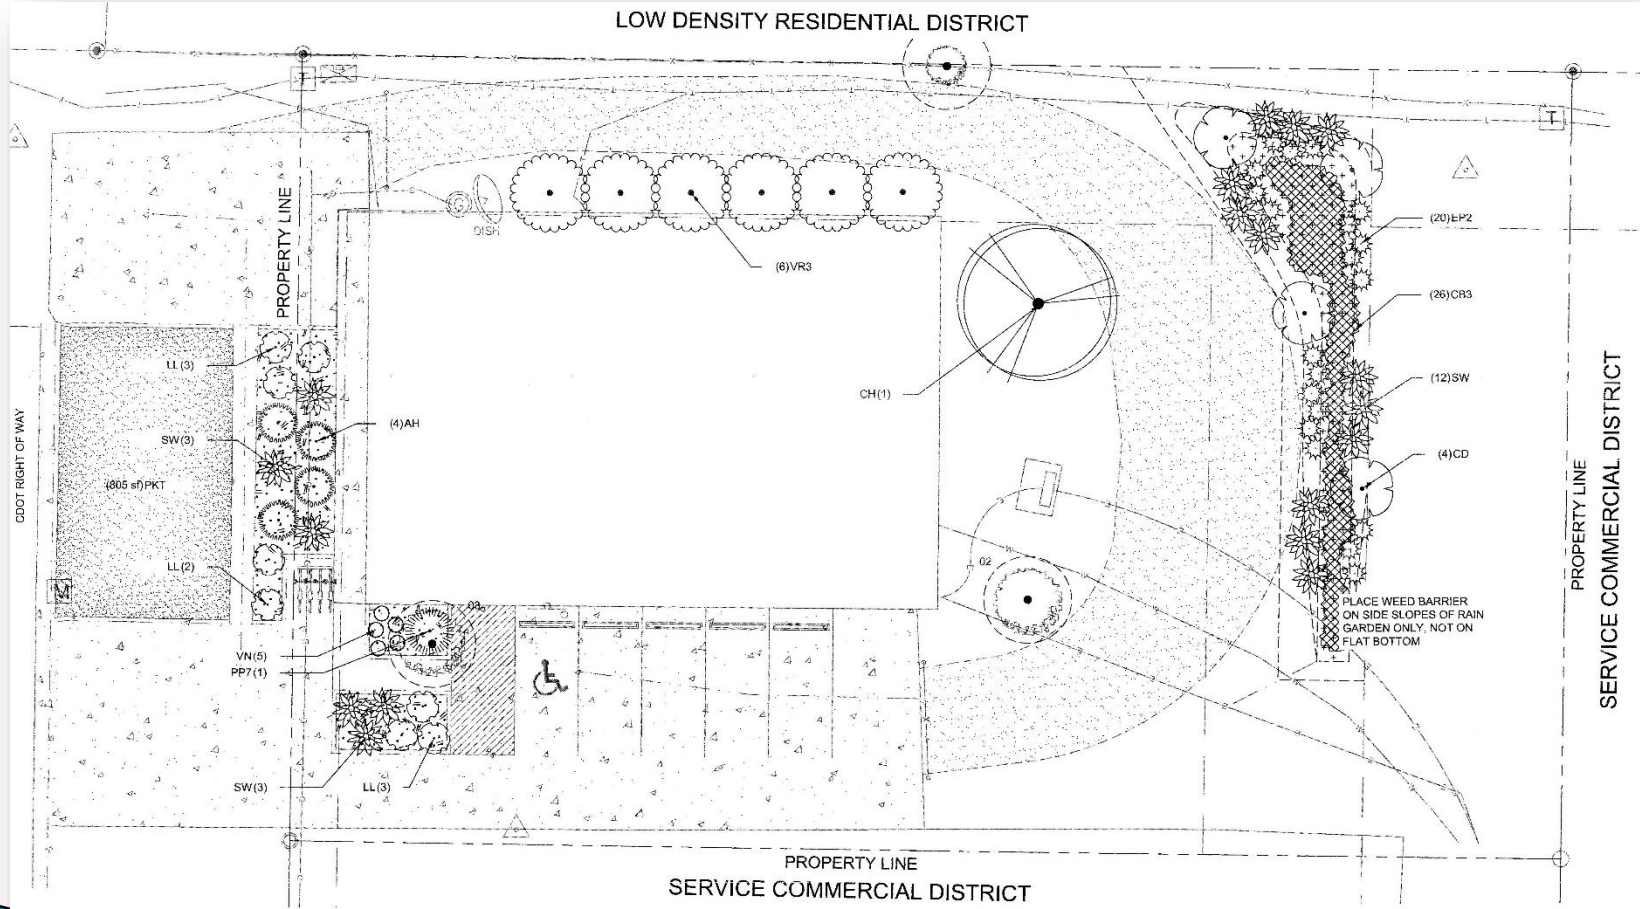 LOW DENSITY RESIDENTIAL DISTRICT
T
T
PROPERTY LINE
DISH
(6)VR3
(20)EP2
(26)CB3
LL(3)
CH(1)
(12)SW
(4)AH
SW(3)
(4)CD
CDOT RIGHT OF WAY
(805 sf)PKT
PROPERTY LINE
SERVICE COMMERCIAL DISTRICT
02
LL(2)
M
03
PLACE WEED BARRIER
ON SIDE SLOPES OF RAIN
GARDEN ONLY, NOT ON
FLAT BOTTOM
VN(5)
PP7(1)
SW(3)
LL(3)
PROPERTY LINE
SERVICE COMMERCIAL DISTRICT